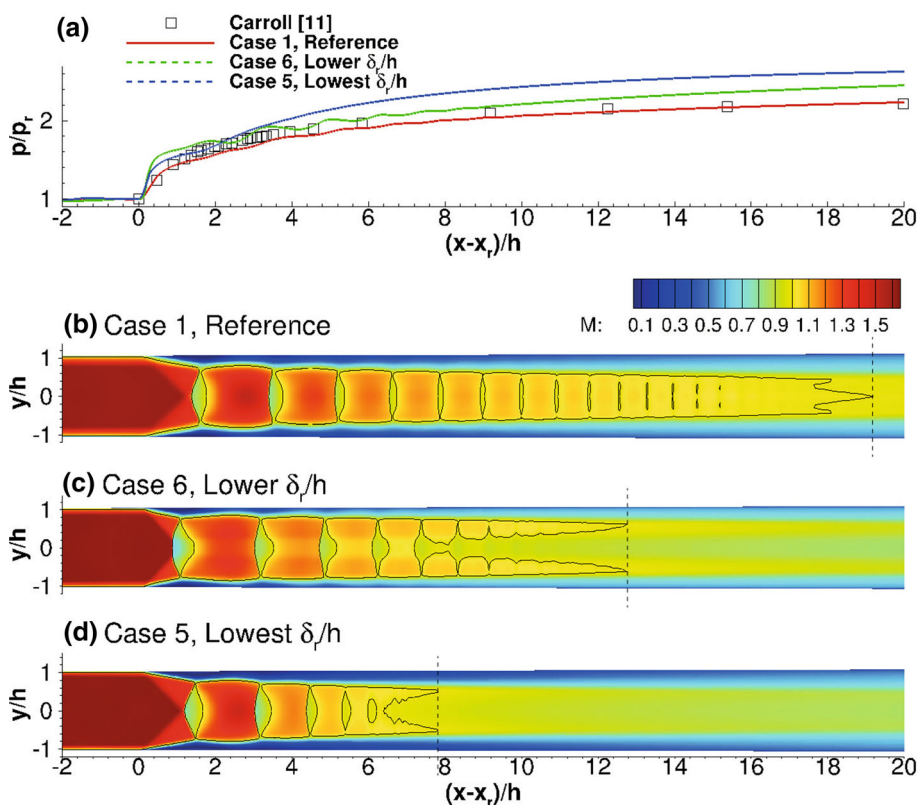 (a)
Carroll [11]
Case 1, Reference
Case 6, Lower δr/h
Case 5, Lowest δr/h
p/pr
2
1
-2 0 2 4 6 8 10 12 14 16 18 20
(x-xr)/h
M: 0.1 0.3 0.5 0.7 0.9 1.1 1.3 1.5
(b) Case 1, Reference
y/h
1
0
-1
(c) Case 6, Lower δr/h
y/h
1
0
-1
(d) Case 5, Lowest δr/h
y/h
1
0
-1
-2 0 2 4 6 8 10 12 14 16 18 20
(x-xr)/h